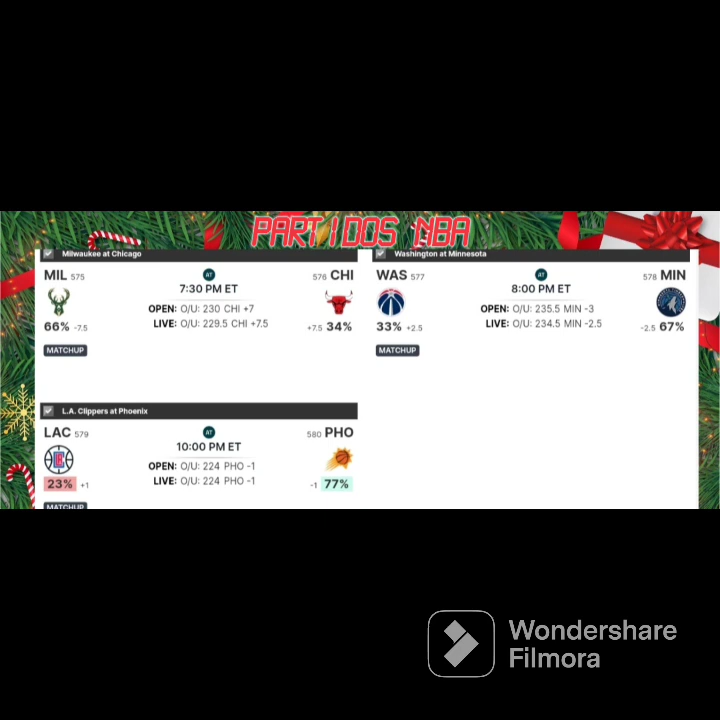 PARTIDOS NBA
Milwaukee at Chicago
MIL 575
AT
576 CHI
7:30 PM ET
OPEN: O/U: 230 CHI +7
LIVE: O/U: 229.5 CHI +7.5
66% -7.5
+7.5 34%
MATCHUP
Washington at Minnesota
WAS 577
AT
578 MIN
8:00 PM ET
OPEN: O/U: 235.5 MIN -3
LIVE: O/U: 234.5 MIN -2.5
33% +2.5
-2.5 67%
MATCHUP
L.A. Clippers at Phoenix
LAC 579
AT
580 PHO
10:00 PM ET
OPEN: O/U: 224 PHO -1
LIVE: O/U: 224 PHO -1
23% +1
-1 77%
MATCHUP
Wondershare
Filmora